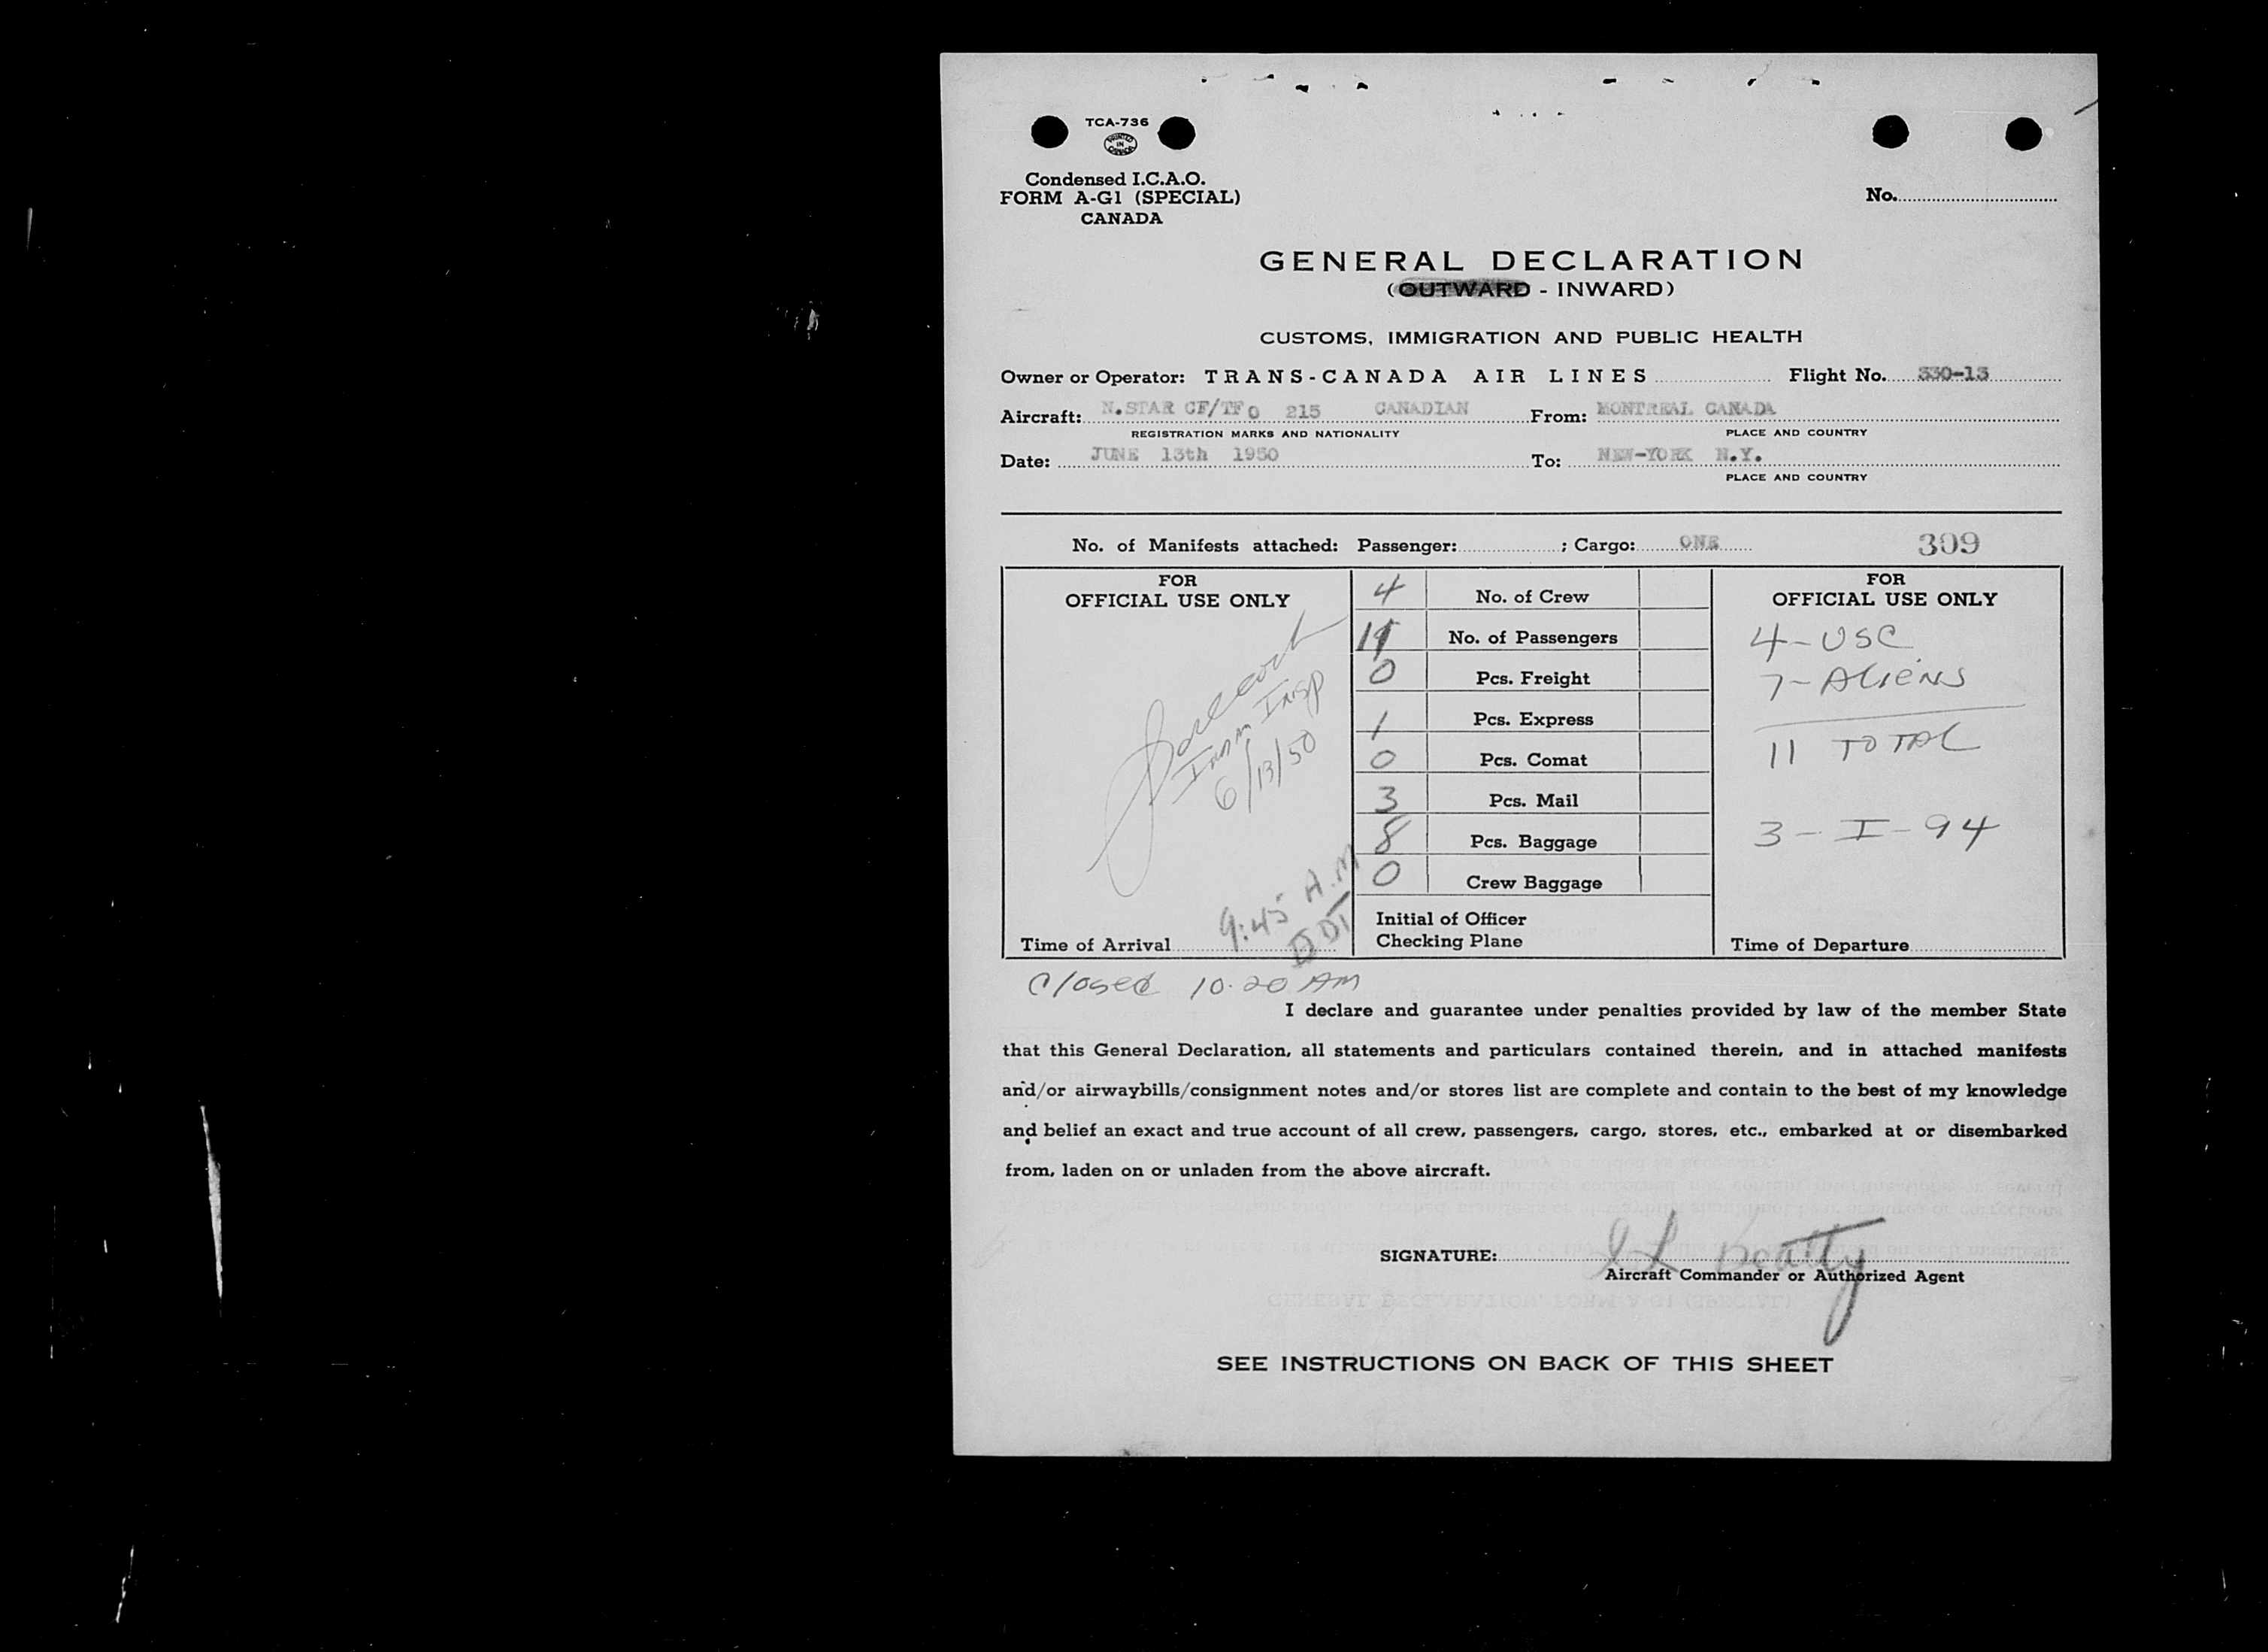 TCA-736
PRINTED IN CANADA
Condensed I.C.A.O.
FORM A-G1 (SPECIAL)
CANADA
No.
GENERAL DECLARATION
(OUTWARD - INWARD)
CUSTOMS, IMMIGRATION AND PUBLIC HEALTH
Owner or Operator: TRANS-CANADA AIR LINES Flight No. 330-13
Aircraft: N.STAR CF/TFO 215 CANADIAN From: MONTREAL CANADA
REGISTRATION MARKS AND NATIONALITY PLACE AND COUNTRY
Date: JUNE 13th 1950 To: NEW-YORK N.Y.
PLACE AND COUNTRY
No. of Manifests attached: Passenger: ; Cargo: ONE 309
FOR
OFFICIAL USE ONLY
Imm Insp
6/13/50
9:45 A.M
Time of Arrival
4 No. of Crew
11 No. of Passengers
0 Pcs. Freight
1 Pcs. Express
0 Pcs. Comat
3 Pcs. Mail
8 Pcs. Baggage
0 Crew Baggage
Initial of Officer
Checking Plane
FOR
OFFICIAL USE ONLY
4-USC
7-ALIENS
11 TOTAL
3-I-94
Time of Departure
Closed 10.20 AM
I declare and guarantee under penalties provided by law of the member State
that this General Declaration, all statements and particulars contained therein, and in attached manifests
and/or airwaybills/consignment notes and/or stores list are complete and contain to the best of my knowledge
and belief an exact and true account of all crew, passengers, cargo, stores, etc., embarked at or disembarked
from, laden on or unladen from the above aircraft.
SIGNATURE: Beatty
Aircraft Commander or Authorized Agent
SEE INSTRUCTIONS ON BACK OF THIS SHEET